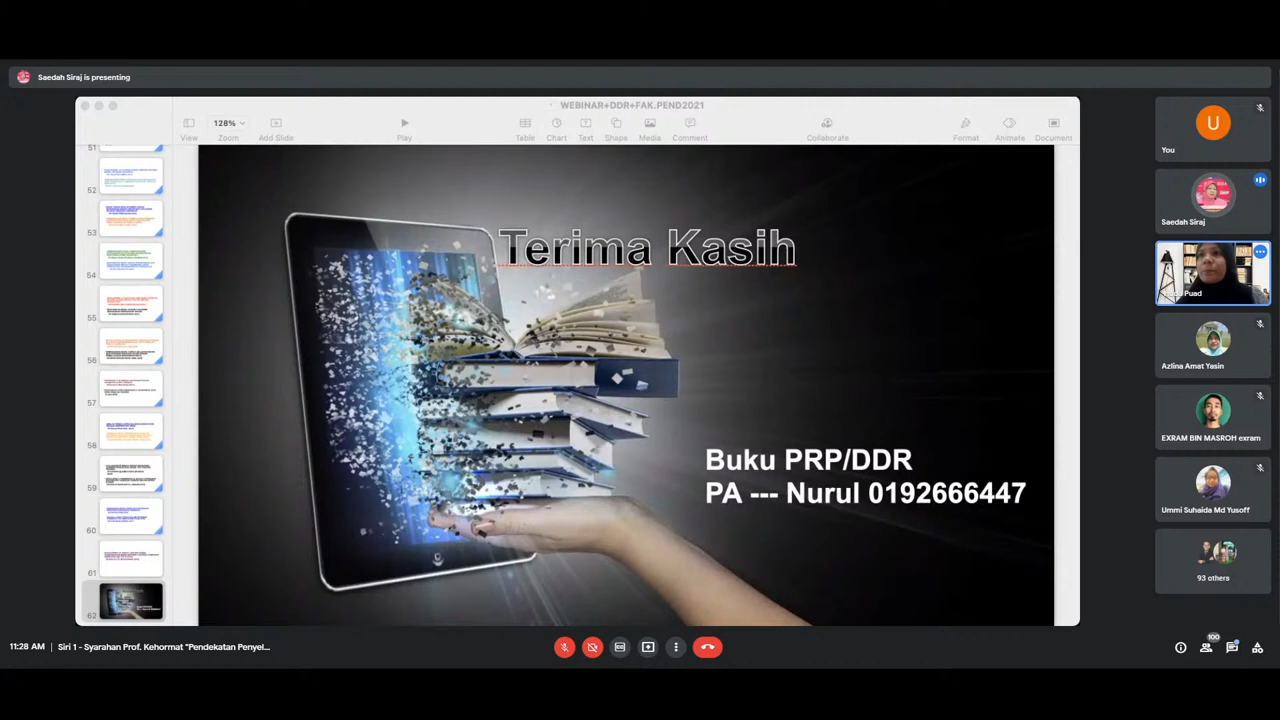 Saedah Siraj is presenting
WEBINAR+DDR+FAK.PEND2021
128%
View
Zoom
Add Slide
Play
Table
Chart
Text
Shape
Media
Comment
Collaborate
Format
Animate
Document
51
52
53
54
55
56
57
58
59
60
61
62
Terima Kasih
Buku PRP/DDR
PA --- Nurul 0192666447
U
You
Saedah Siraj
Puad
Azlina Amat Yasin
EXRAM BIN MASROH exram
Ummi Suhaida Md Yusoff
93 others
11:28 AM
Siri 1 - Syarahan Prof. Kehormat "Pendekatan Penyel...
100